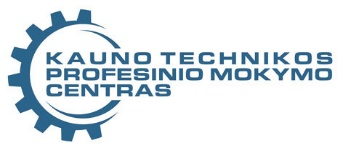 KAUNO TECHNIKOS
PROFESINIO MOKYMO
CENTRAS